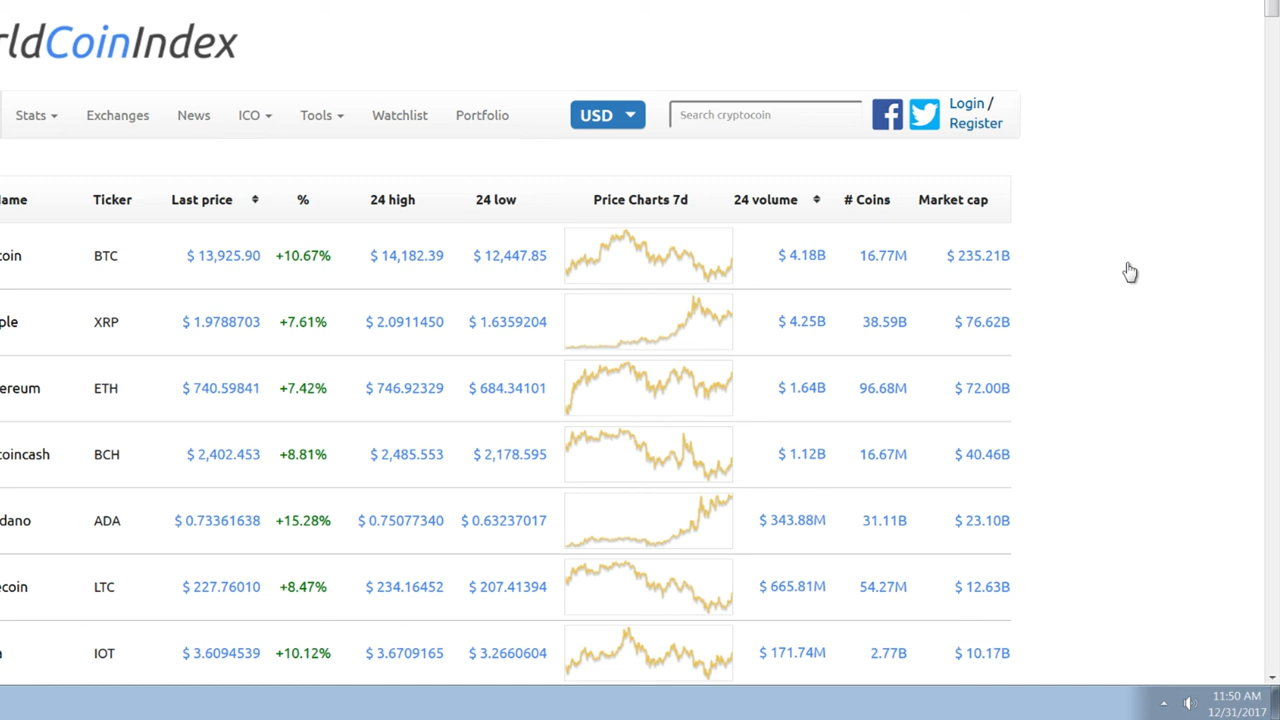 rldCoinIndex
Stats Exchanges News ICO Tools Watchlist Portfolio USD Search cryptocoin Login /
Register
ame Ticker Last price % 24 high 24 low Price Charts 7d 24 volume # Coins Market cap
coin BTC $ 13,925.90 +10.67% $ 14,182.39 $ 12,447.85 $ 4.18B 16.77M $ 235.21B
ple XRP $ 1.9788703 +7.61% $ 2.0911450 $ 1.6359204 $ 4.25B 38.59B $ 76.62B
ereum ETH $ 740.59841 +7.42% $ 746.92329 $ 684.34101 $ 1.64B 96.68M $ 72.00B
coincash BCH $ 2,402.453 +8.81% $ 2,485.553 $ 2,178.595 $ 1.12B 16.67M $ 40.46B
dano ADA $ 0.73361638 +15.28% $ 0.75077340 $ 0.63237017 $ 343.88M 31.11B $ 23.10B
ecoin LTC $ 227.76010 +8.47% $ 234.16452 $ 207.41394 $ 665.81M 54.27M $ 12.63B
a IOT $ 3.6094539 +10.12% $ 3.6709165 $ 3.2660604 $ 171.74M 2.77B $ 10.17B
11:50 AM
12/31/2017